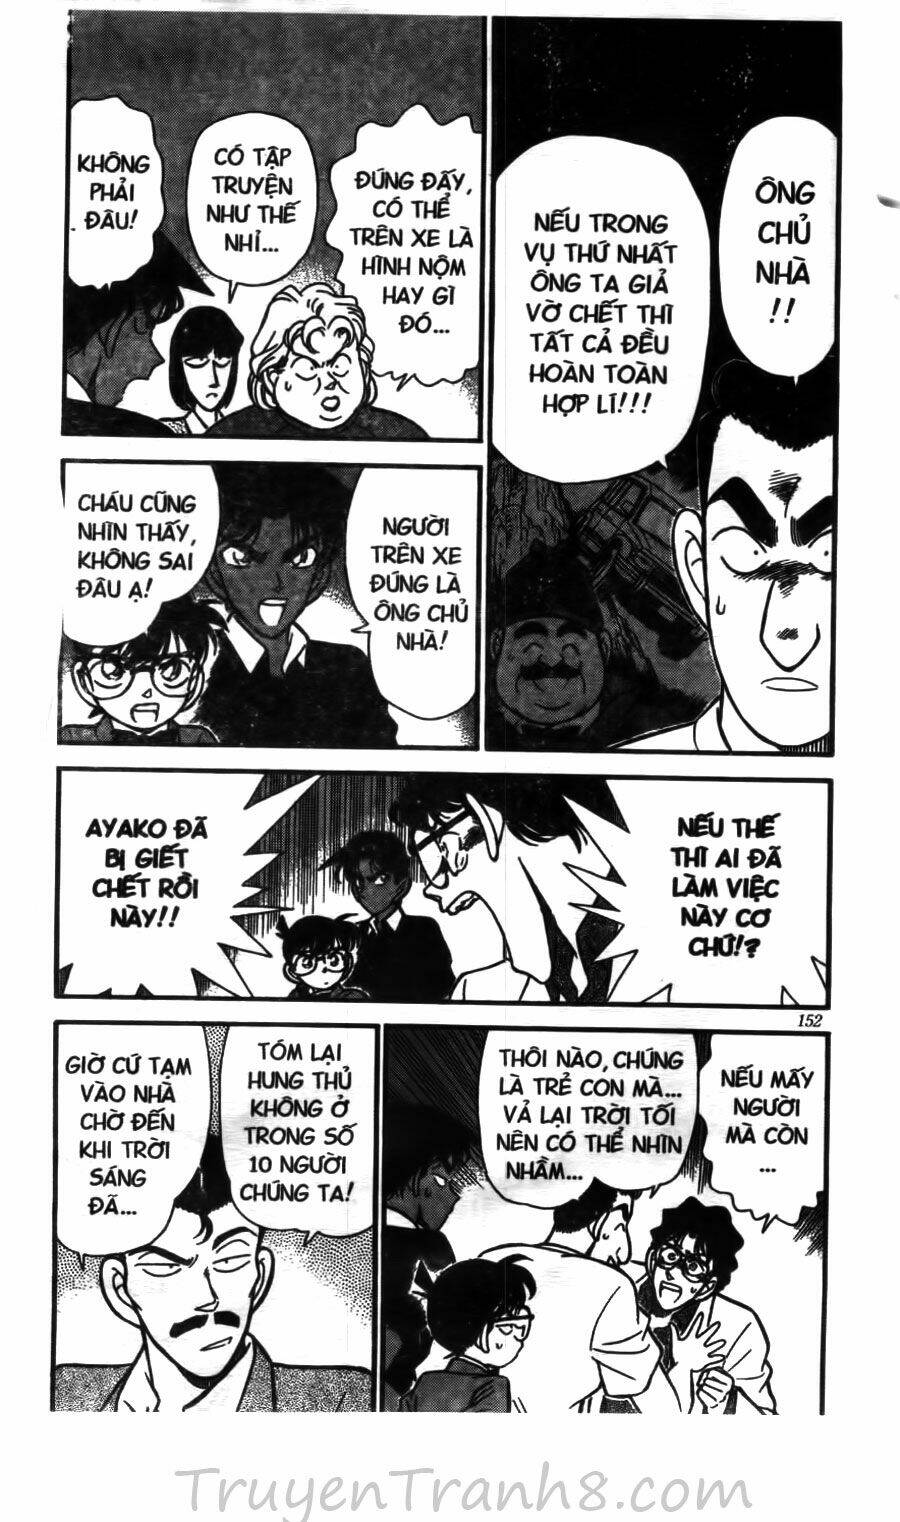 ÔNG
CHỦ
NHÀ
!!
NẾU TRONG
VỤ THỨ NHẤT
ÔNG TA GIẢ
VỜ CHẾT THÌ
TẤT CẢ ĐỀU
HOÀN TOÀN
HỢP LÍ!!!
ĐÚNG ĐẤY,
CÓ THỂ
TRÊN XE LÀ
HÌNH NỘM
HAY GÌ
ĐÓ...
CÓ TẬP
TRUYỆN
NHƯ THẾ
NHỈ...
KHÔNG
PHẢI
ĐÂU!
NGƯỜI
TRÊN XE
ĐÚNG LÀ
ÔNG CHỦ
NHÀ!
CHÁU CŨNG
NHÌN THẤY,
KHÔNG SAI
ĐÂU Ạ!
NẾU THẾ
THÌ AI ĐÃ
LÀM VIỆC
NÀY CƠ
CHỨ!?
AYAKO ĐÃ
BỊ GIẾT
CHẾT RỒI
NÀY!!
152
NẾU MẤY
NGƯỜI
MÀ CÒN
...
THÔI NÀO, CHÚNG
LÀ TRẺ CON MÀ...
VẢ LẠI TRỜI TỐI
NÊN CÓ THỂ NHÌN
NHẦM...
TÓM LẠI
HUNG THỦ
KHÔNG Ở
TRONG SỐ
10 NGƯỜI
CHÚNG TA!
GIỜ CỨ TẠM
VÀO NHÀ
CHỜ ĐẾN
KHI TRỜI
SÁNG
ĐÃ...
TruyenTranh8.com